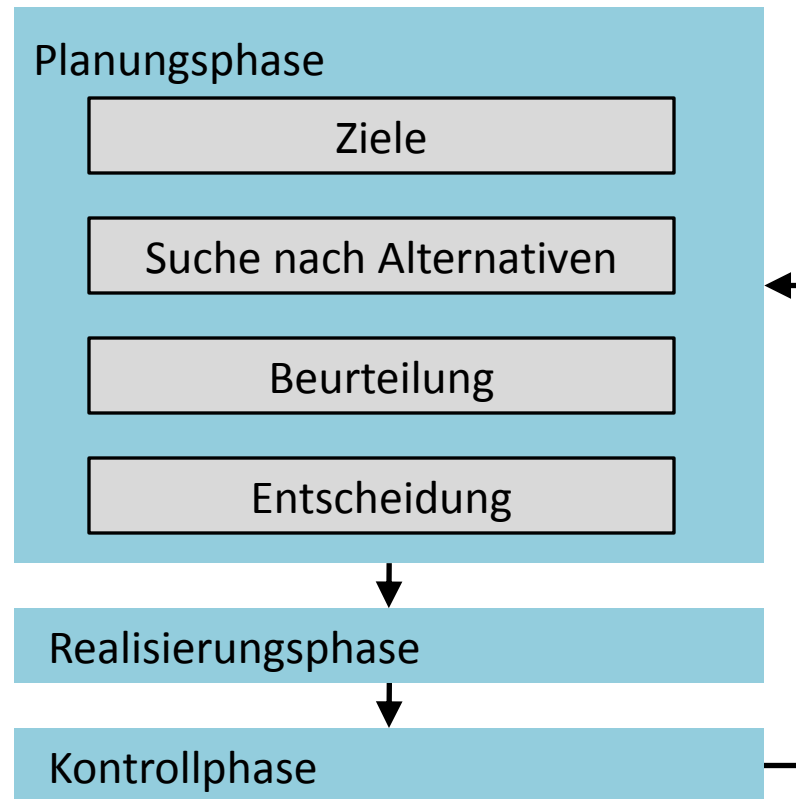 Planungsphase
Ziele
Suche nach Alternativen
Beurteilung
Entscheidung
Realisierungsphase
Kontrollphase